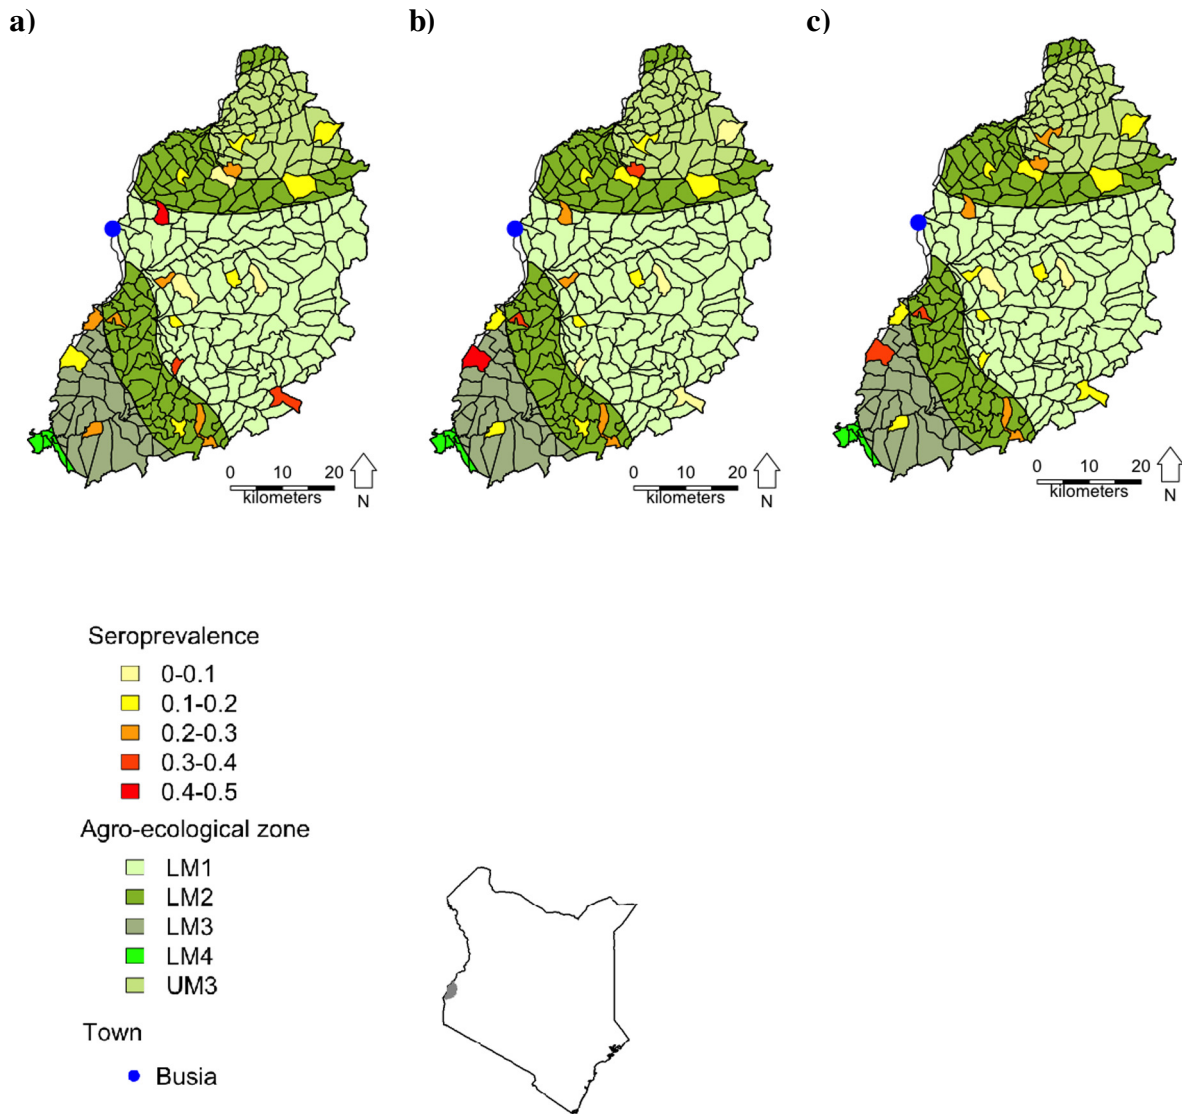 a) b) c)
0 10 20 0 10 20 0 10 20
kilometers N kilometers N kilometers N
Seroprevalence
0-0.1
0.1-0.2
0.2-0.3
0.3-0.4
0.4-0.5
Agro-ecological zone
LM1
LM2
LM3
LM4
UM3
Town
Busia